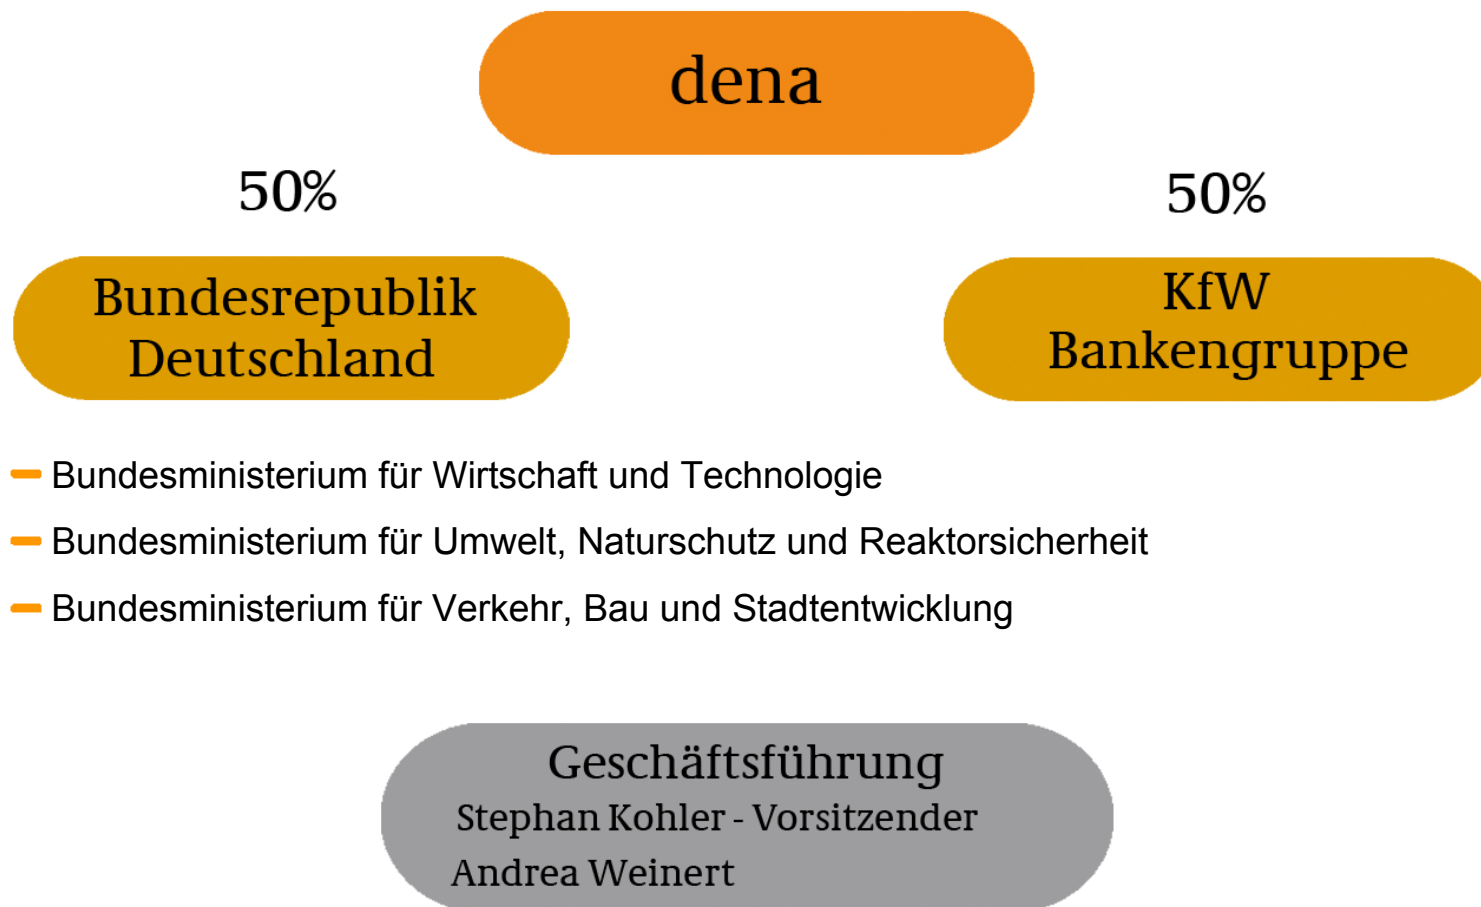 dena
50%
50%
Bundesrepublik
Deutschland
KfW
Bankengruppe
Bundesministerium für Wirtschaft und Technologie
Bundesministerium für Umwelt, Naturschutz und Reaktorsicherheit
Bundesministerium für Verkehr, Bau und Stadtentwicklung
Geschäftsführung
Stephan Kohler - Vorsitzender
Andrea Weinert